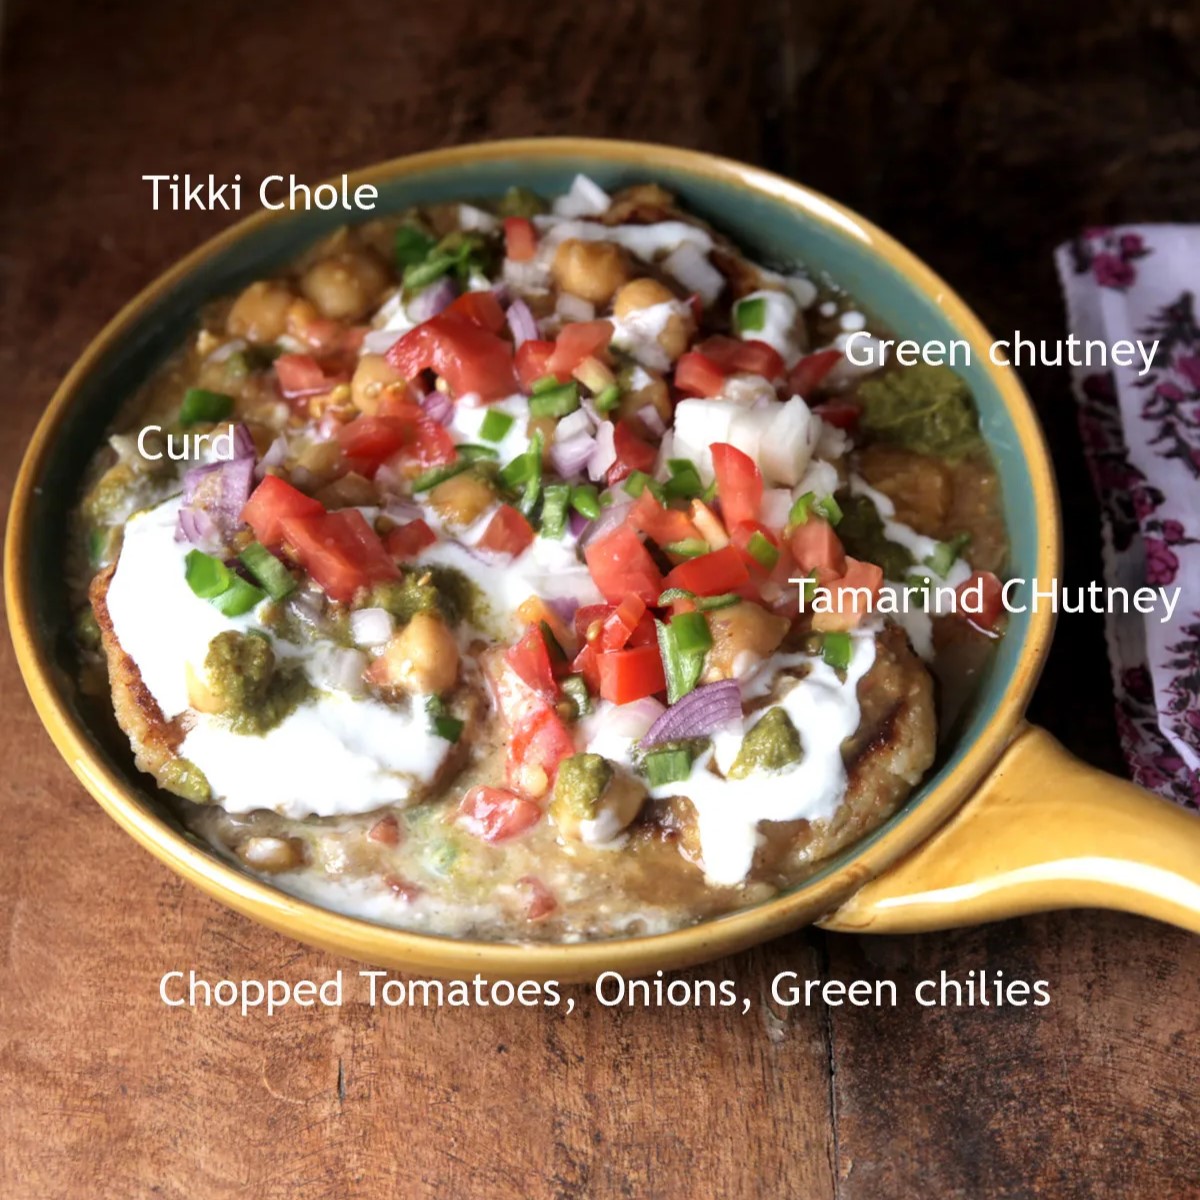 Tikki Chole
Green chutney
Curd
Tamarind CHutney
Chopped Tomatoes, Onions, Green chilies